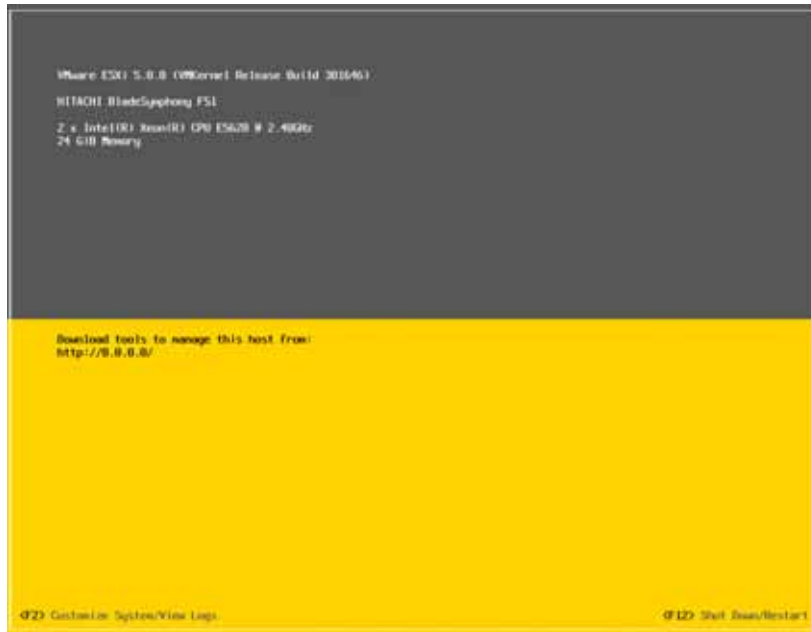 VMware ESXi 5.0.0 (VMKernel Release Build 381646)
HITACHI BladeSymphony FS1
2 x Intel(R) Xeon(R) CPU E5620 @ 2.40GHz
24 GiB Memory
Download tools to manage this host from:
http://0.0.0.0/
<F2> Customize System/View Logs
<F12> Shut Down/Restart